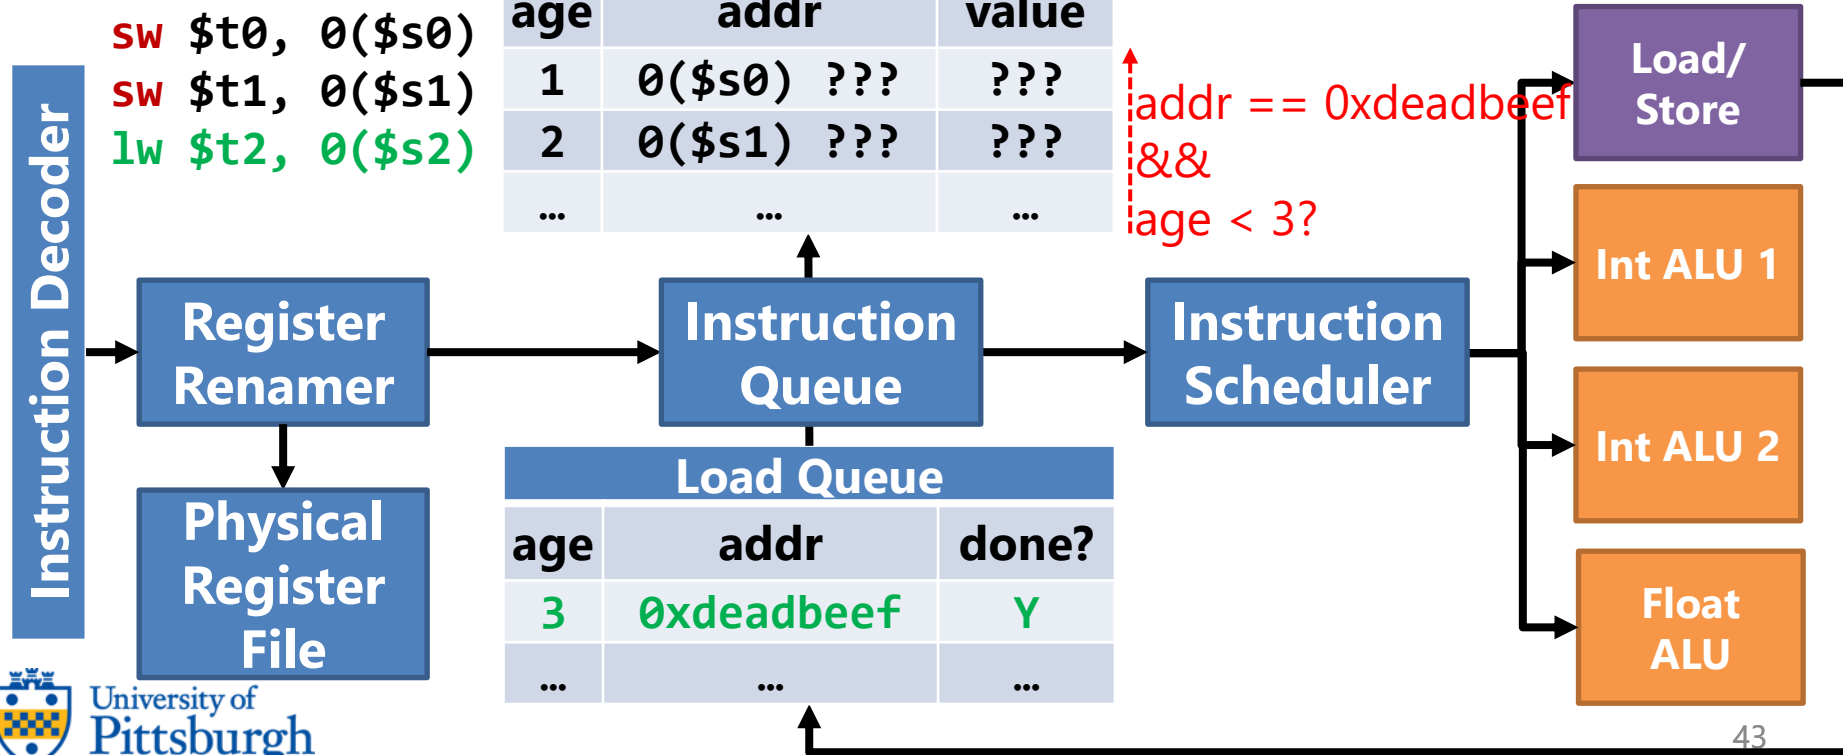 sw $t0, 0($s0)
sw $t1, 0($s1)
lw $t2, 0($s2)
age addr value
1 0($s0) ??? ???
2 0($s1) ??? ???
… … …
addr == 0xdeadbeef
&&
age < 3?
Instruction Decoder
Register
Renamer
Instruction
Queue
Instruction
Scheduler
Load/
Store
Int ALU 1
Int ALU 2
Float
ALU
Physical
Register
File
Load Queue
age addr done?
3 0xdeadbeef Y
… … …
University of
Pittsburgh
43